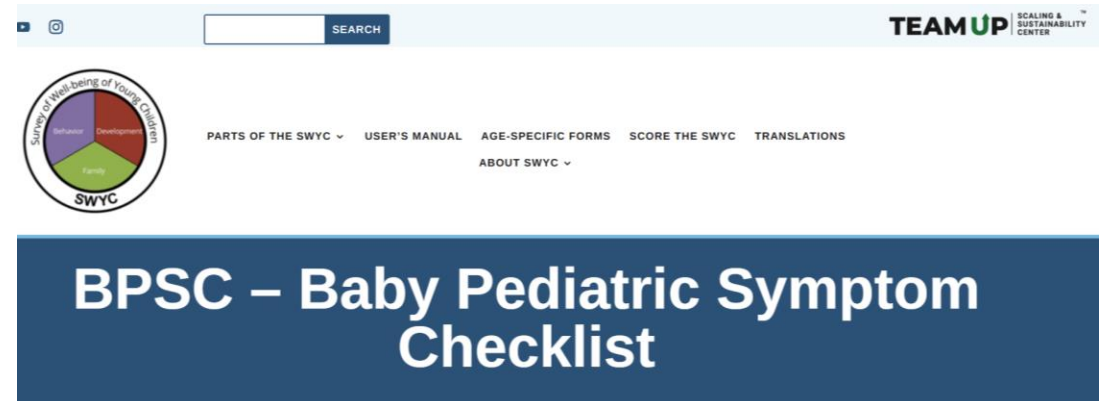 SEARCH
TEAM UP SCALING & SUSTAINABILITY CENTER ™
Survey of Well-being of Young Children
Behavior Development
Family
SWYC
PARTS OF THE SWYC USER'S MANUAL AGE-SPECIFIC FORMS SCORE THE SWYC TRANSLATIONS
ABOUT SWYC
BPSC – Baby Pediatric Symptom
Checklist